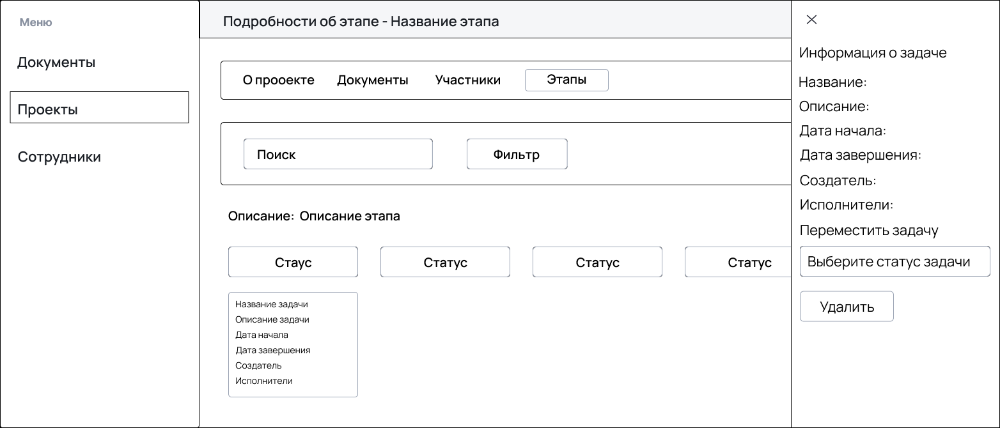 Меню
Документы
Проекты
Сотрудники
Подробности об этапе - Название этапа
О прооекте
Документы
Участники
Этапы
Поиск
Фильтр
Описание: Описание этапа
Стаус
Статус
Статус
Статус
Название задачи
Описание задачи
Дата начала
Дата завершения
Создатель
Исполнители
Информация о задаче
Название:
Описание:
Дата начала:
Дата завершения:
Создатель:
Исполнители:
Переместить задачу
Выберите статус задачи
Удалить